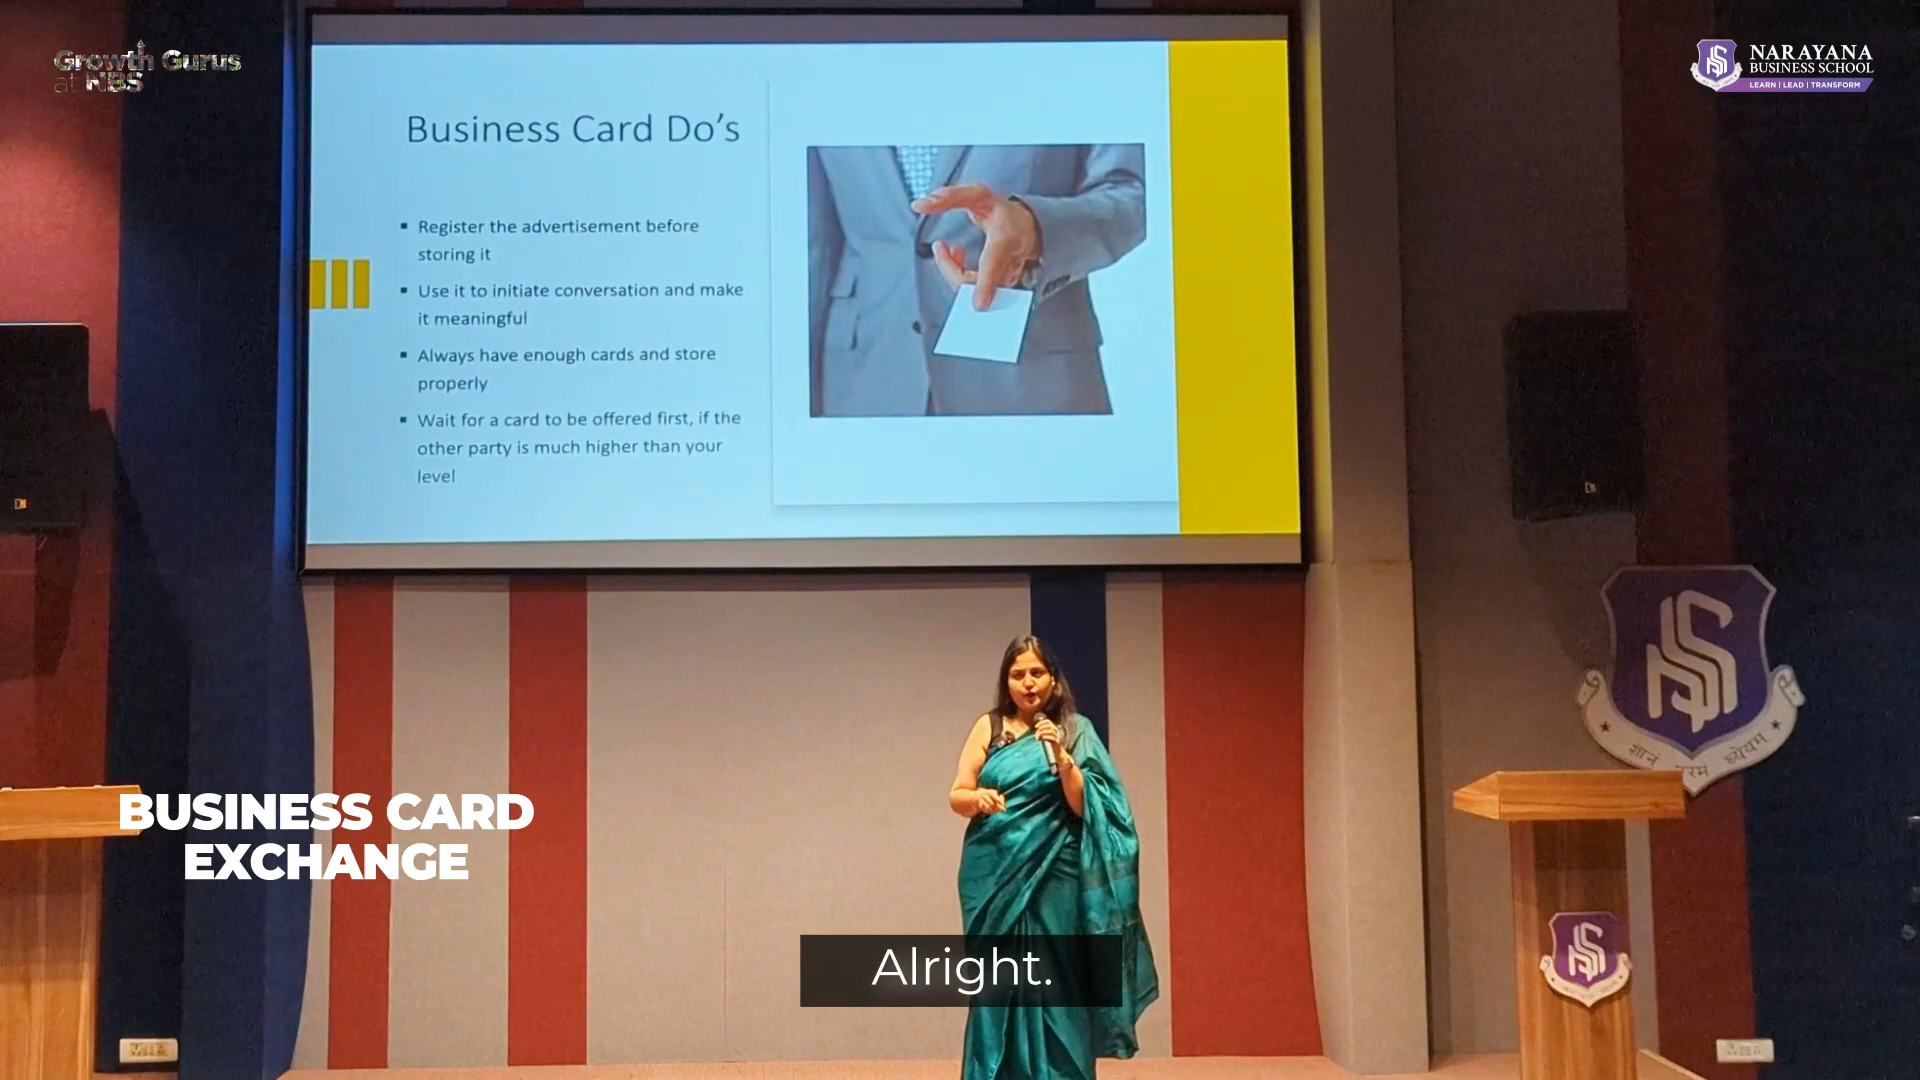 Growth Gurus
at NBS
NARAYANA
BUSINESS SCHOOL
LEARN | LEAD | TRANSFORM
Business Card Do's
Register the advertisement before
storing it
Use it to initiate conversation and make
it meaningful
Always have enough cards and store
properly
Wait for a card to be offered first, if the
other party is much higher than your
level
BUSINESS CARD
EXCHANGE
Alright.